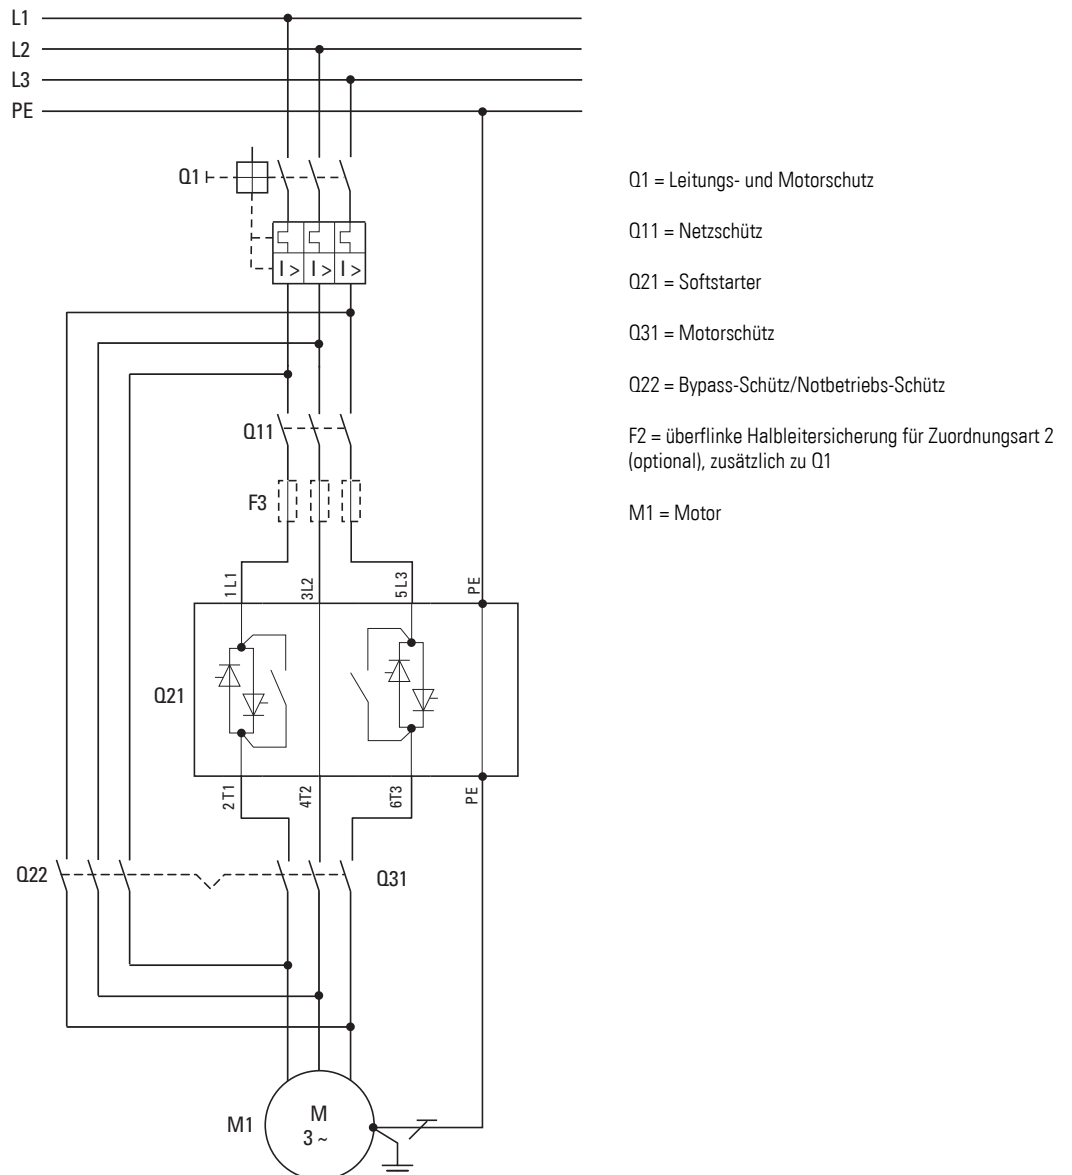 L1
L2
L3
PE
Q1
I >
I >
I >
Q11
F3
1 L1
3L2
5 L3
PE
Q21
2 T1
4T2
6T3
PE
Q22
Q31
M1
M
3 ~
Q1 = Leitungs- und Motorschutz
Q11 = Netzschütz
Q21 = Softstarter
Q31 = Motorschütz
Q22 = Bypass-Schütz/Notbetriebs-Schütz
F2 = überflinke Halbleitersicherung für Zuordnungsart 2
(optional), zusätzlich zu Q1
M1 = Motor